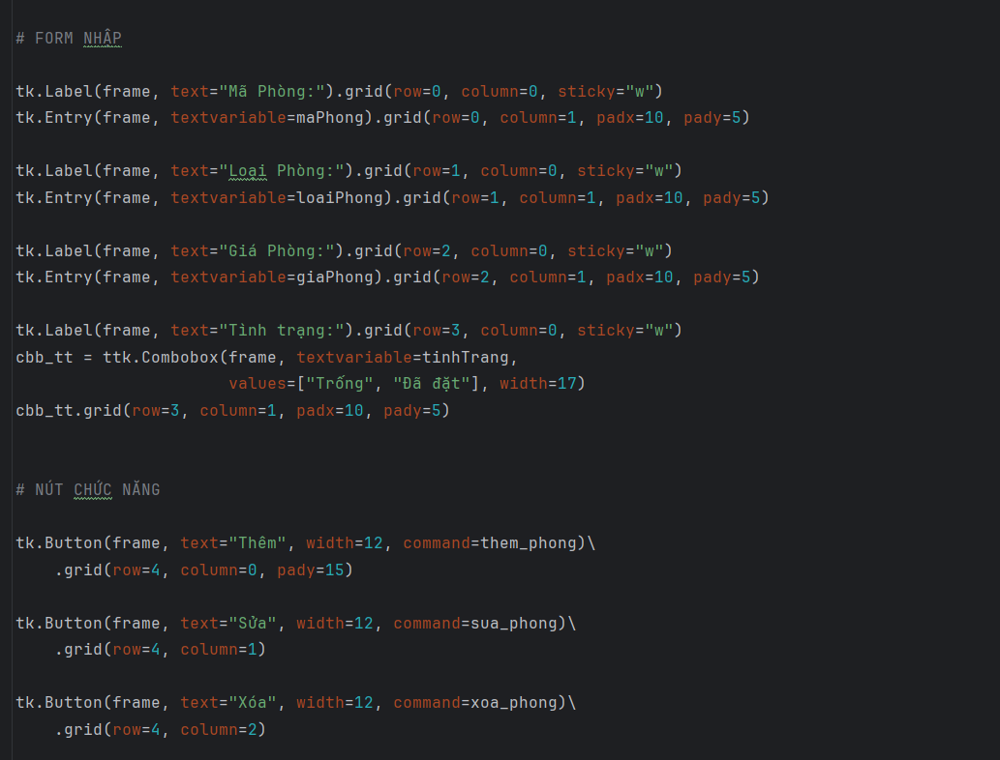 # FORM NHẬP
tk.Label(frame, text="Mã Phòng:").grid(row=0, column=0, sticky="w")
tk.Entry(frame, textvariable=maPhong).grid(row=0, column=1, padx=10, pady=5)
tk.Label(frame, text="Loại Phòng:").grid(row=1, column=0, sticky="w")
tk.Entry(frame, textvariable=loaiPhong).grid(row=1, column=1, padx=10, pady=5)
tk.Label(frame, text="Giá Phòng:").grid(row=2, column=0, sticky="w")
tk.Entry(frame, textvariable=giaPhong).grid(row=2, column=1, padx=10, pady=5)
tk.Label(frame, text="Tình trạng:").grid(row=3, column=0, sticky="w")
cbb_tt = ttk.Combobox(frame, textvariable=tinhTrang,
                      values=["Trống", "Đã đặt"], width=17)
cbb_tt.grid(row=3, column=1, padx=10, pady=5)
# NÚT CHỨC NĂNG
tk.Button(frame, text="Thêm", width=12, command=them_phong)\
    .grid(row=4, column=0, pady=15)
tk.Button(frame, text="Sửa", width=12, command=sua_phong)\
    .grid(row=4, column=1)
tk.Button(frame, text="Xóa", width=12, command=xoa_phong)\
    .grid(row=4, column=2)